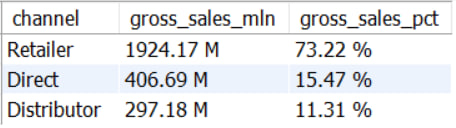 channel gross_sales_mln gross_sales_pct
Retailer 1924.17 M 73.22 %
Direct 406.69 M 15.47 %
Distributor 297.18 M 11.31 %